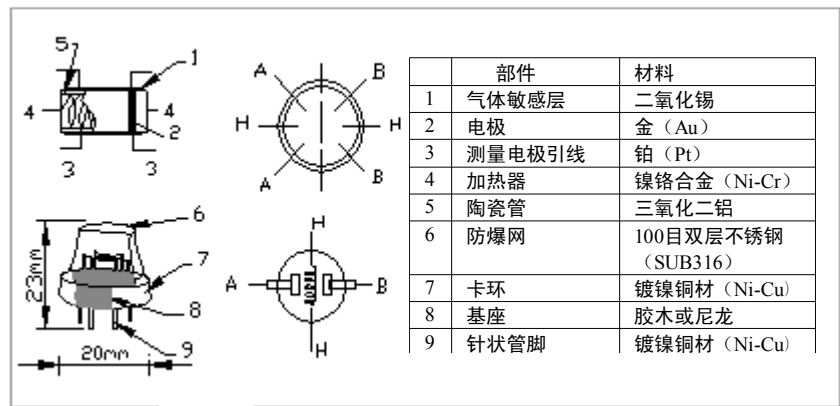 5
1
4
4
2
3
3
A
B
H
H
A
B
6
7
8
9
23mm
20mm
H
A
B
H
部件 材料
1 气体敏感层 二氧化锡
2 电极 金（Au）
3 测量电极引线 铂（Pt）
4 加热器 镍铬合金（Ni-Cr）
5 陶瓷管 三氧化二铝
6 防爆网 100目双层不锈钢
（SUB316）
7 卡环 镀镍铜材（Ni-Cu）
8 基座 胶木或尼龙
9 针状管脚 镀镍铜材（Ni-Cu）